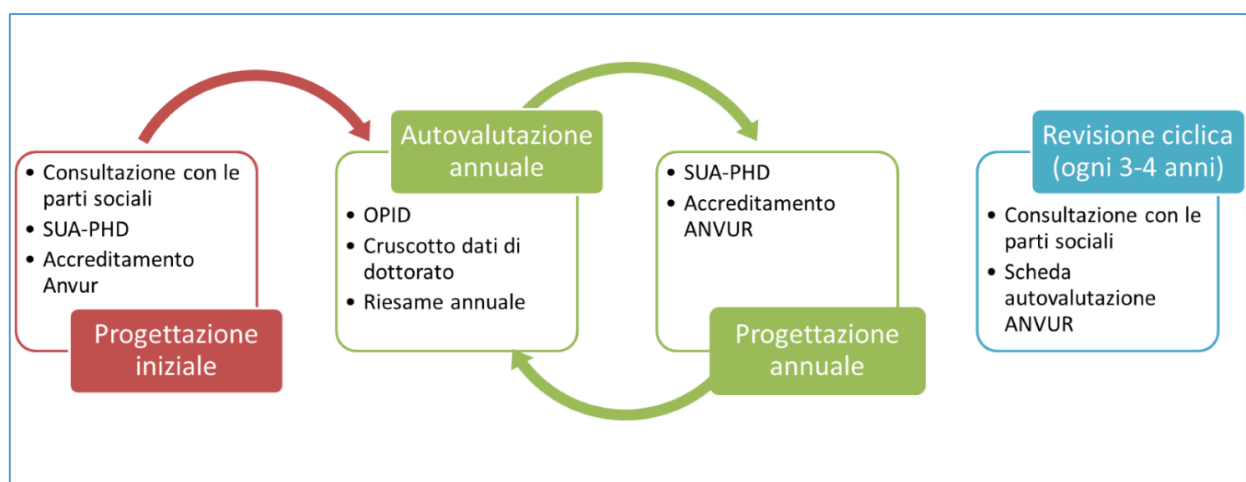 • Consultazione con le
parti sociali
• SUA-PHD
• Accreditamento
Anvur
Progettazione
iniziale
Autovalutazione
annuale
• OPID
• Cruscotto dati di
dottorato
• Riesame annuale
• SUA-PHD
• Accreditamento
ANVUR
Progettazione
annuale
Revisione ciclica
(ogni 3-4 anni)
• Consultazione con le
parti sociali
• Scheda
autovalutazione
ANVUR